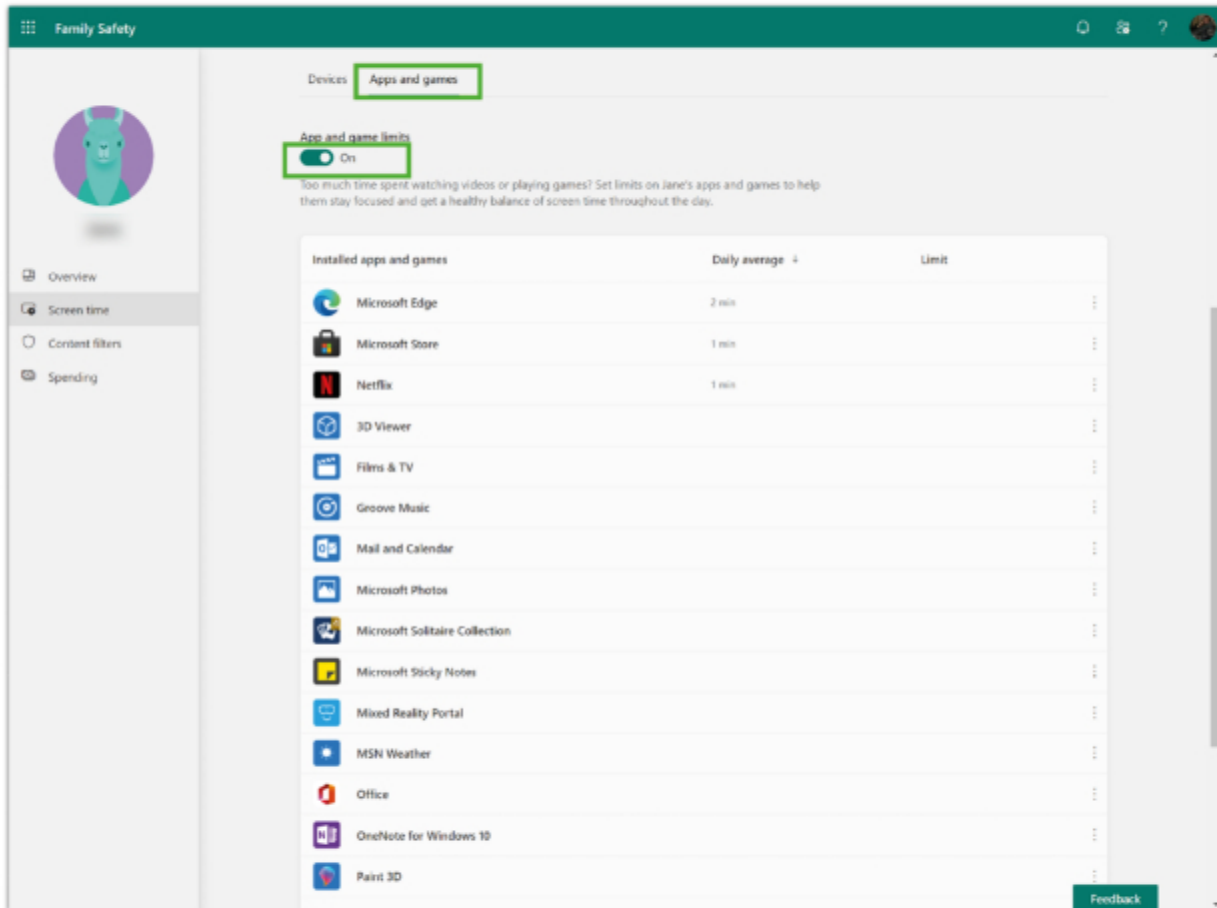 Family Safety
?
Devices Apps and games
App and game limits
On
Too much time spent watching videos or playing games? Set limits on Jane's apps and games to help
them stay focused and get a healthy balance of screen time throughout the day.
Overview
Screen time
Content filters
Spending
Installed apps and games Daily average ↓ Limit
Microsoft Edge 2 min
Microsoft Store 1 min
Netflix 1 min
3D Viewer
Films & TV
Groove Music
Mail and Calendar
Microsoft Photos
Microsoft Solitaire Collection
Microsoft Sticky Notes
Mixed Reality Portal
MSN Weather
Office
OneNote for Windows 10
Paint 3D
Feedback